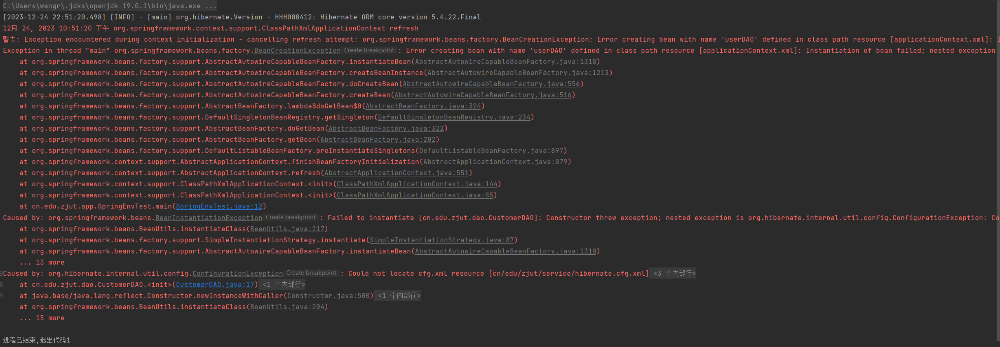 C:\Users\wangr\.jdks\openjdk-19.0.1\bin\java.exe ...
[2023-12-24 22:51:20.498] [INFO] - [main] org.hibernate.Version - HHH000412: Hibernate ORM core version 5.4.22.Final
12月 24, 2023 10:51:20 下午 org.springframework.context.support.ClassPathXmlApplicationContext refresh
警告: Exception encountered during context initialization - cancelling refresh attempt: org.springframework.beans.factory.BeanCreationException: Error creating bean with name 'userDAO' defined in class path resource [applicationContext.xml]: I
Exception in thread "main" org.springframework.beans.factory.BeanCreationException Create breakpoint : Error creating bean with name 'userDAO' defined in class path resource [applicationContext.xml]: Instantiation of bean failed; nested exception
at org.springframework.beans.factory.support.AbstractAutowireCapableBeanFactory.instantiateBean(AbstractAutowireCapableBeanFactory.java:1318)
at org.springframework.beans.factory.support.AbstractAutowireCapableBeanFactory.createBeanInstance(AbstractAutowireCapableBeanFactory.java:1213)
at org.springframework.beans.factory.support.AbstractAutowireCapableBeanFactory.doCreateBean(AbstractAutowireCapableBeanFactory.java:556)
at org.springframework.beans.factory.support.AbstractAutowireCapableBeanFactory.createBean(AbstractAutowireCapableBeanFactory.java:516)
at org.springframework.beans.factory.support.AbstractBeanFactory.lambda$doGetBean$0(AbstractBeanFactory.java:324)
at org.springframework.beans.factory.support.DefaultSingletonBeanRegistry.getSingleton(DefaultSingletonBeanRegistry.java:234)
at org.springframework.beans.factory.support.AbstractBeanFactory.doGetBean(AbstractBeanFactory.java:322)
at org.springframework.beans.factory.support.AbstractBeanFactory.getBean(AbstractBeanFactory.java:202)
at org.springframework.beans.factory.support.DefaultListableBeanFactory.preInstantiateSingletons(DefaultListableBeanFactory.java:897)
at org.springframework.context.support.AbstractApplicationContext.finishBeanFactoryInitialization(AbstractApplicationContext.java:879)
at org.springframework.context.support.AbstractApplicationContext.refresh(AbstractApplicationContext.java:551)
at org.springframework.context.support.ClassPathXmlApplicationContext.<init>(ClassPathXmlApplicationContext.java:144)
at org.springframework.context.support.ClassPathXmlApplicationContext.<init>(ClassPathXmlApplicationContext.java:85)
at cn.edu.zjut.app.SpringEnvTest.main(SpringEnvTest.java:12)
Caused by: org.springframework.beans.BeanInstantiationException Create breakpoint : Failed to instantiate [cn.edu.zjut.dao.CustomerDAO]: Constructor threw exception; nested exception is org.hibernate.internal.util.config.ConfigurationException: Co
at org.springframework.beans.BeanUtils.instantiateClass(BeanUtils.java:217)
at org.springframework.beans.factory.support.SimpleInstantiationStrategy.instantiate(SimpleInstantiationStrategy.java:87)
at org.springframework.beans.factory.support.AbstractAutowireCapableBeanFactory.instantiateBean(AbstractAutowireCapableBeanFactory.java:1310)
... 13 more
Caused by: org.hibernate.internal.util.config.ConfigurationException Create breakpoint : Could not locate cfg.xml resource [cn/edu/zjut/service/hibernate.cfg.xml] <3 个内部行>
at cn.edu.zjut.dao.CustomerDAO.<init>(CustomerDAO.java:17) <1 个内部行>
at java.base/java.lang.reflect.Constructor.newInstanceWithCaller(Constructor.java:500) <1 个内部行>
at org.springframework.beans.BeanUtils.instantiateClass(BeanUtils.java:204)
... 15 more
进程已结束,退出代码1